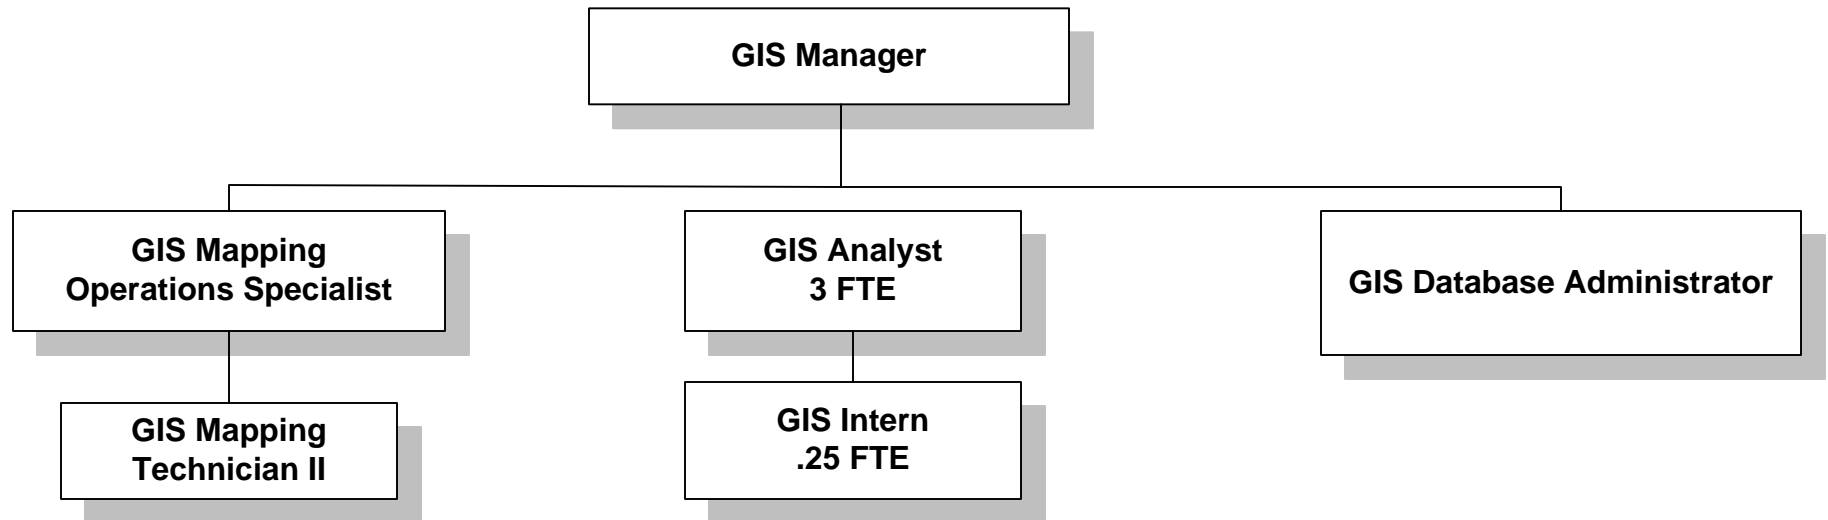 GIS Manager
GIS Mapping
Operations Specialist
GIS Analyst
3 FTE
GIS Database Administrator
GIS Mapping
Technician II
GIS Intern
.25 FTE